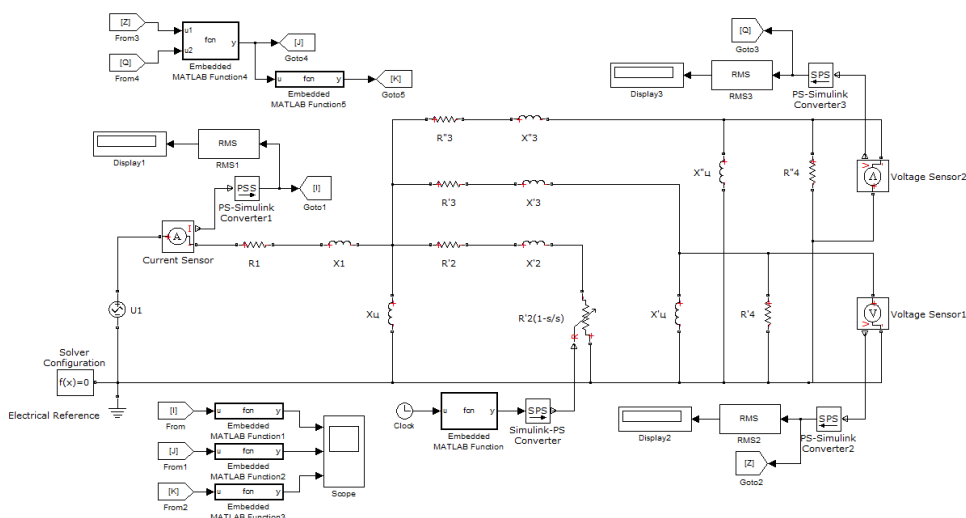 [Z]
From3
[Q]
From4
u1
u2
fcn
y
Embedded
MATLAB Function4
[J]
Goto4
u
fcn
y
Embedded
MATLAB Function5
[K]
Goto5
[Q]
Goto3
Display3
RMS
RMS3
SPS
PS-Simulink
Converter3
Display1
RMS
RMS1
PSS
PS-Simulink
Converter1
[I]
Goto1
A
I
Current Sensor
R1
X1
R"3
X"3
R'3
X'3
R'2
X'2
X"ц
R"4
V
V
Voltage Sensor2
U1
Xц
R'2(1-s/s)
R
X'ц
R'4
V
V
Voltage Sensor1
Solver
Configuration
f(x)=0
Electrical Reference
[I]
From
u
fcn
y
Embedded
MATLAB Function1
[J]
From1
u
fcn
y
Embedded
MATLAB Function2
[K]
From2
u
fcn
y
Embedded
MATLAB Function3
Scope
Clock
u
fcn
y
Embedded
MATLAB Function
SPS
Simulink-PS
Converter
Display2
RMS
RMS2
SPS
PS-Simulink
Converter2
[Z]
Goto2